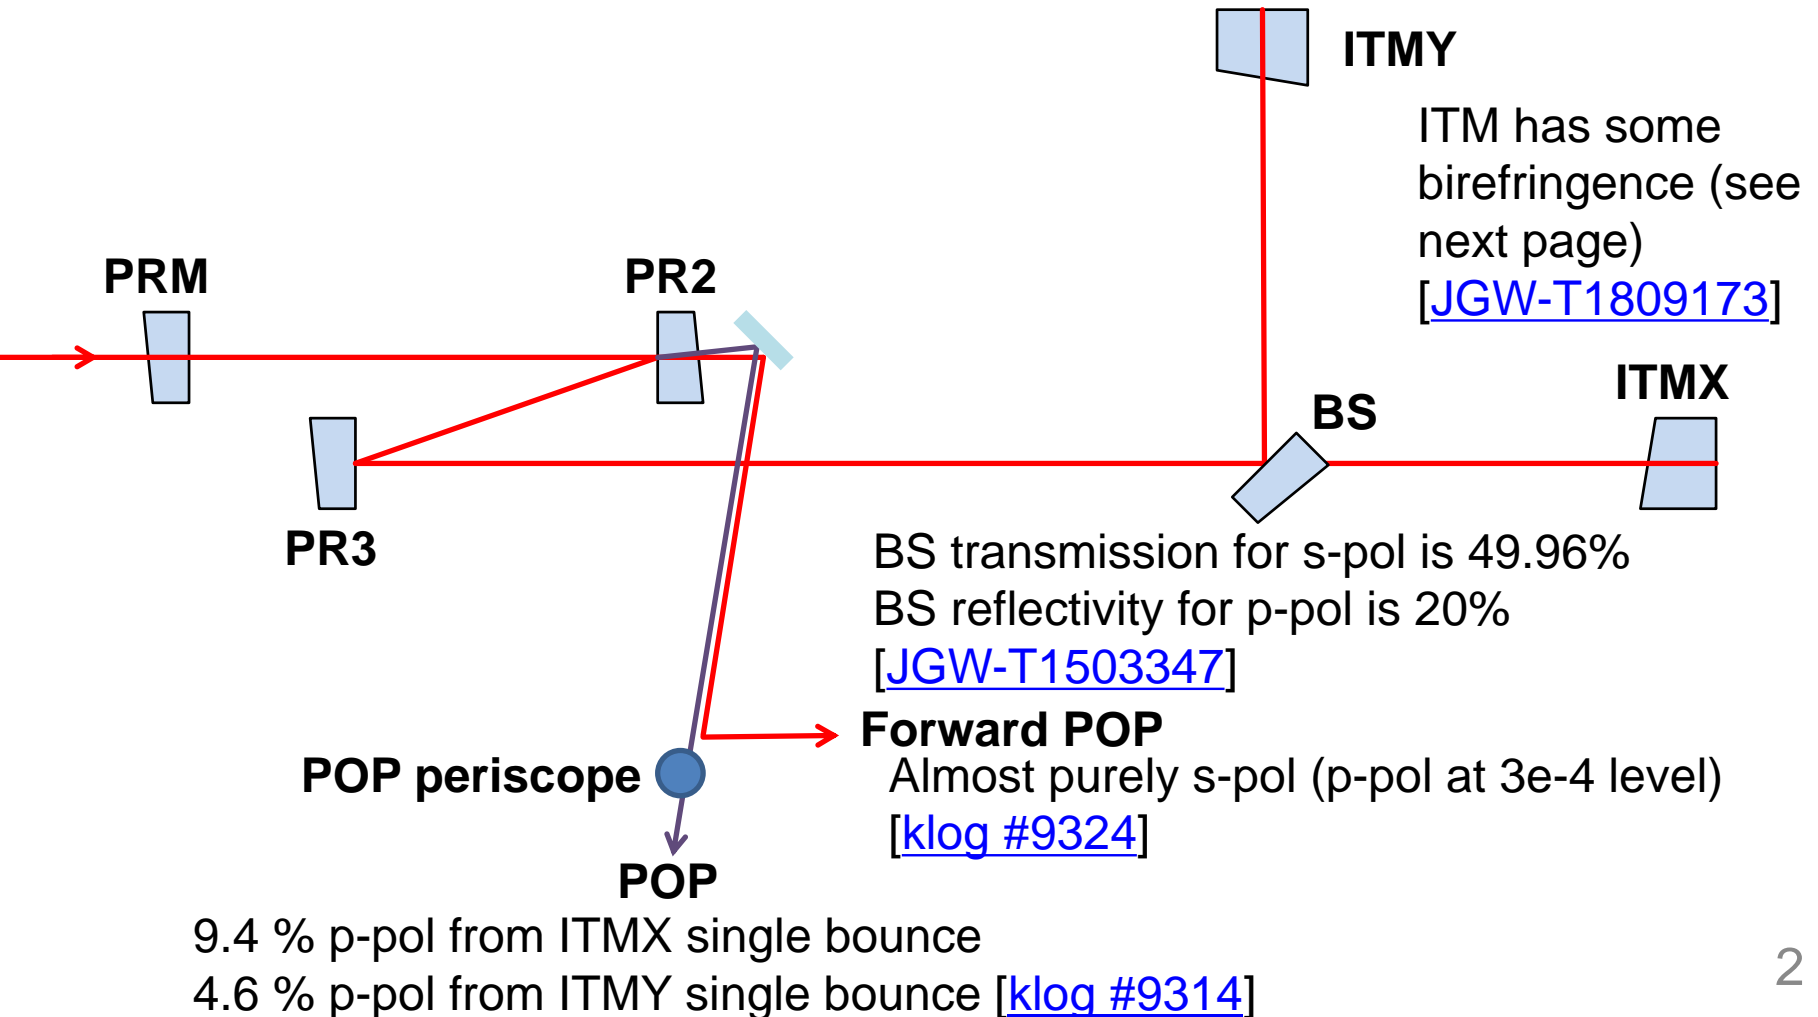 ITMY
ITM has some
birefringence (see
next page)
[JGW-T1809173]
PRM
PR2
ITMX
BS
PR3
BS transmission for s-pol is 49.96%
BS reflectivity for p-pol is 20%
[JGW-T1503347]
Forward POP
Almost purely s-pol (p-pol at 3e-4 level)
[klog #9324]
POP periscope
POP
9.4 % p-pol from ITMX single bounce
4.6 % p-pol from ITMY single bounce [klog #9314]
2